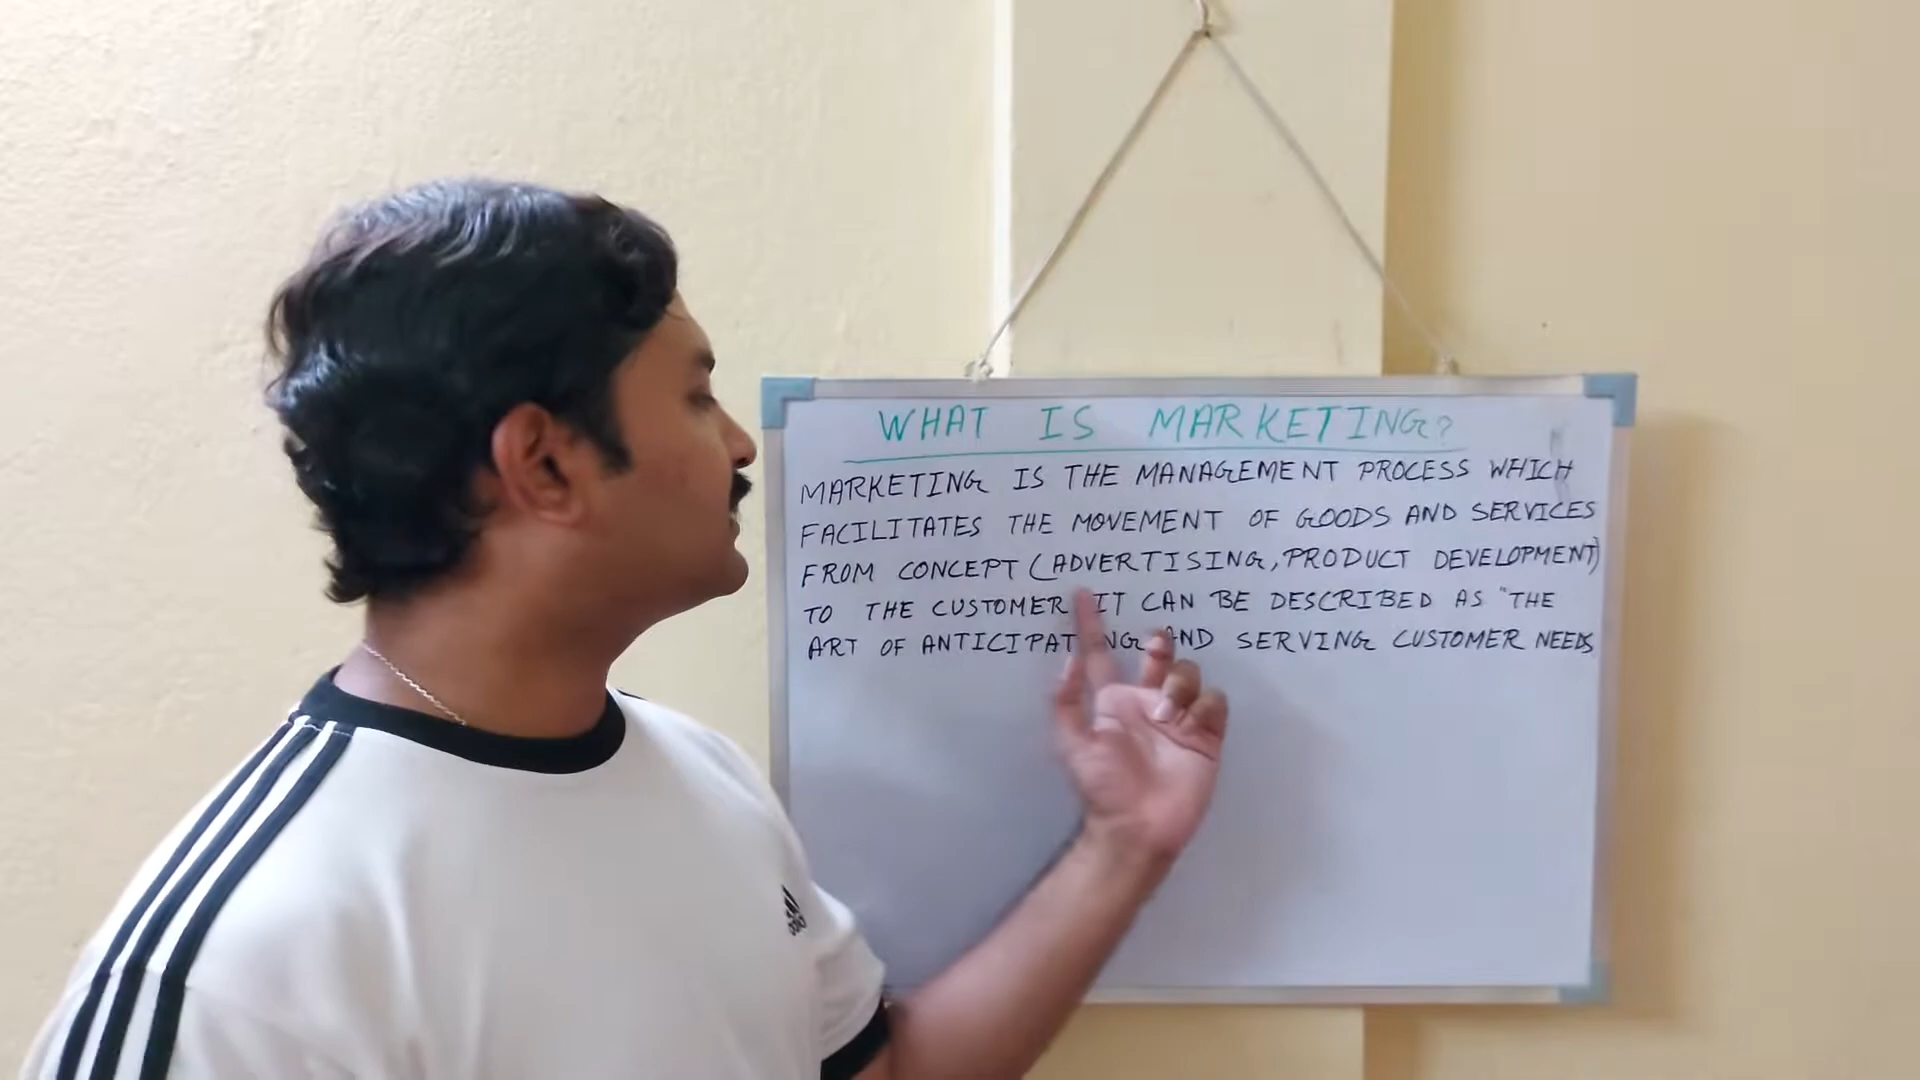 WHAT IS MARKETING?
MARKETING IS THE MANAGEMENT PROCESS WHICH
FACILITATES THE MOVEMENT OF GOODS AND SERVICES
FROM CONCEPT (ADVERTISING, PRODUCT DEVELOPMENT)
TO THE CUSTOMER IT CAN BE DESCRIBED AS "THE
ART OF ANTICIPATING AND SERVING CUSTOMER NEEDS